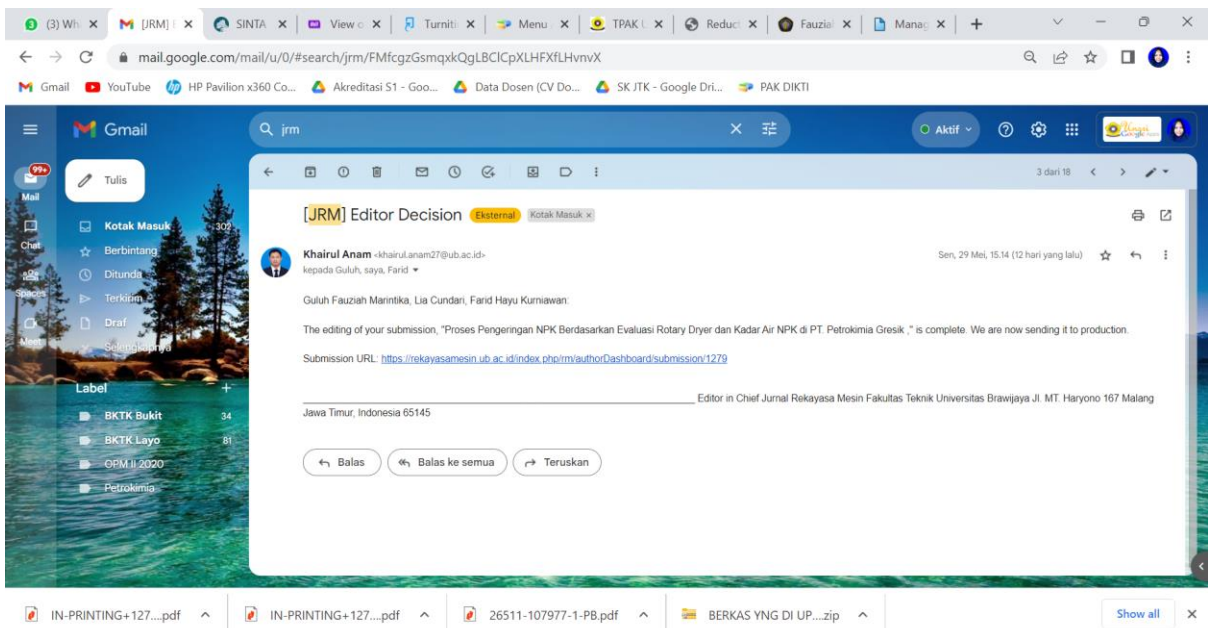 (3) Wh
[JRM] E
SINTA
View o
Turniti
Menu
TPAK U
Reduct
Fauzial
Manag
mail.google.com/mail/u/0/#search/jrm/FMfcgzGsmqxkQgLBClCpXLHFXfLHvnvX
Gmail
YouTube
HP Pavilion x360 Co...
Akreditasi S1 - Goo...
Data Dosen (CV Do...
SK JTK - Google Dri...
PAK DIKTI
Gmail
jrm
Aktif
99+
Mail
Chat
Spaces
Meet
Tulis
Kotak Masuk 302
Berbintang
Ditunda
Terkirim
Draf
Selengkapnya
Label +
BKTK Bukit 34
BKTK Layo 81
OPM II 2020
Petrokimia
3 dari 18
[JRM] Editor Decision Eksternal Kotak Masuk x
Khairul Anam <khairul.anam27@ub.ac.id> Sen, 29 Mei, 15.14 (12 hari yang lalu)
kepada Guluh, saya, Farid
Guluh Fauziah Marintika, Lia Cundari, Farid Hayu Kurniawan:
The editing of your submission, "Proses Pengeringan NPK Berdasarkan Evaluasi Rotary Dryer dan Kadar Air NPK di PT. Petrokimia Gresik ," is complete. We are now sending it to production.
Submission URL: https://rekayasamesin.ub.ac.id/index.php/rm/authorDashboard/submission/1279
Editor in Chief Jurnal Rekayasa Mesin Fakultas Teknik Universitas Brawijaya Jl. MT. Haryono 167 Malang
Jawa Timur, Indonesia 65145
Balas
Balas ke semua
Teruskan
IN-PRINTING+127....pdf
IN-PRINTING+127....pdf
26511-107977-1-PB.pdf
BERKAS YNG DI UP....zip
Show all